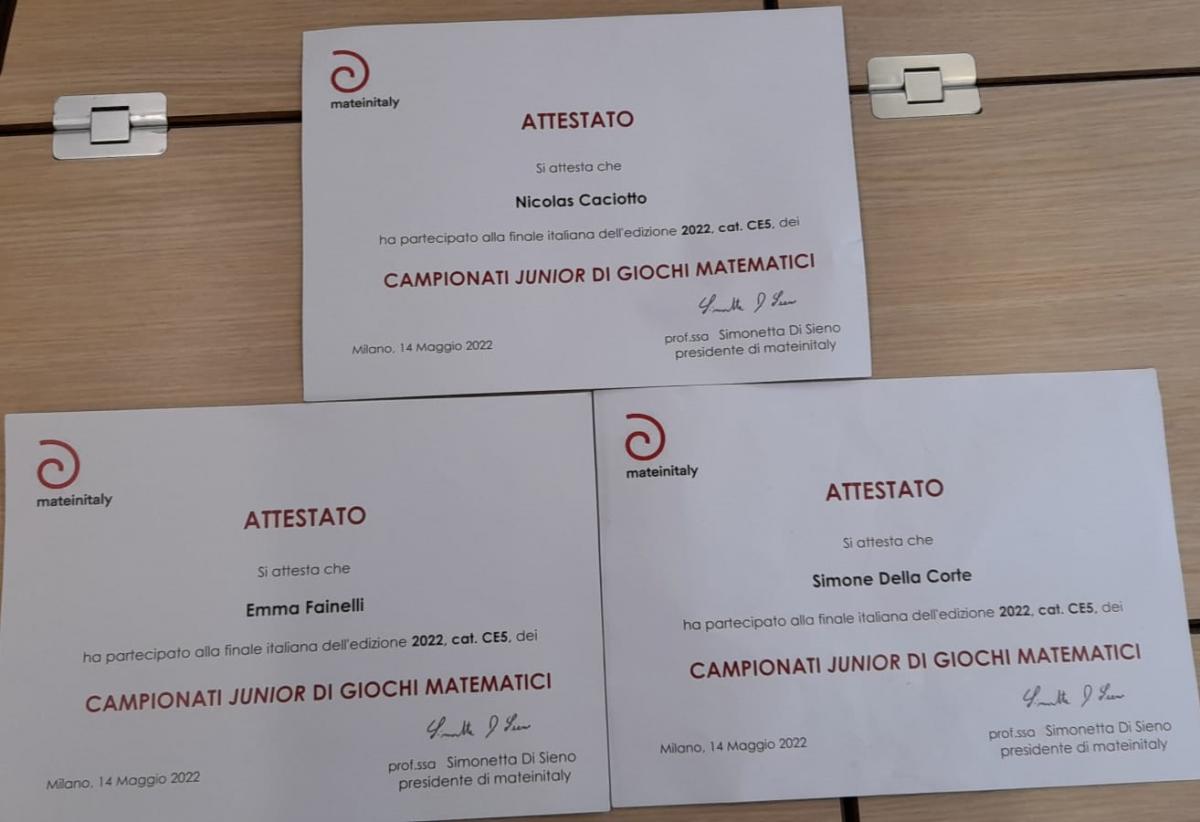 mateinitaly
ATTESTATO
Si attesta che
Nicolas Caciotto
ha partecipato alla finale italiana dell'edizione 2022, cat. CE5, dei
CAMPIONATI JUNIOR DI GIOCHI MATEMATICI
Milano, 14 Maggio 2022
prof.ssa Simonetta Di Sieno
presidente di mateinitaly
mateinitaly
ATTESTATO
Si attesta che
Emma Fainelli
ha partecipato alla finale italiana dell'edizione 2022, cat. CE5, dei
CAMPIONATI JUNIOR DI GIOCHI MATEMATICI
Milano, 14 Maggio 2022
prof.ssa Simonetta Di Sieno
presidente di mateinitaly
mateinitaly
ATTESTATO
Si attesta che
Simone Della Corte
ha partecipato alla finale italiana dell'edizione 2022, cat. CE5, dei
CAMPIONATI JUNIOR DI GIOCHI MATEMATICI
Milano, 14 Maggio 2022
prof.ssa Simonetta Di Sieno
presidente di mateinitaly